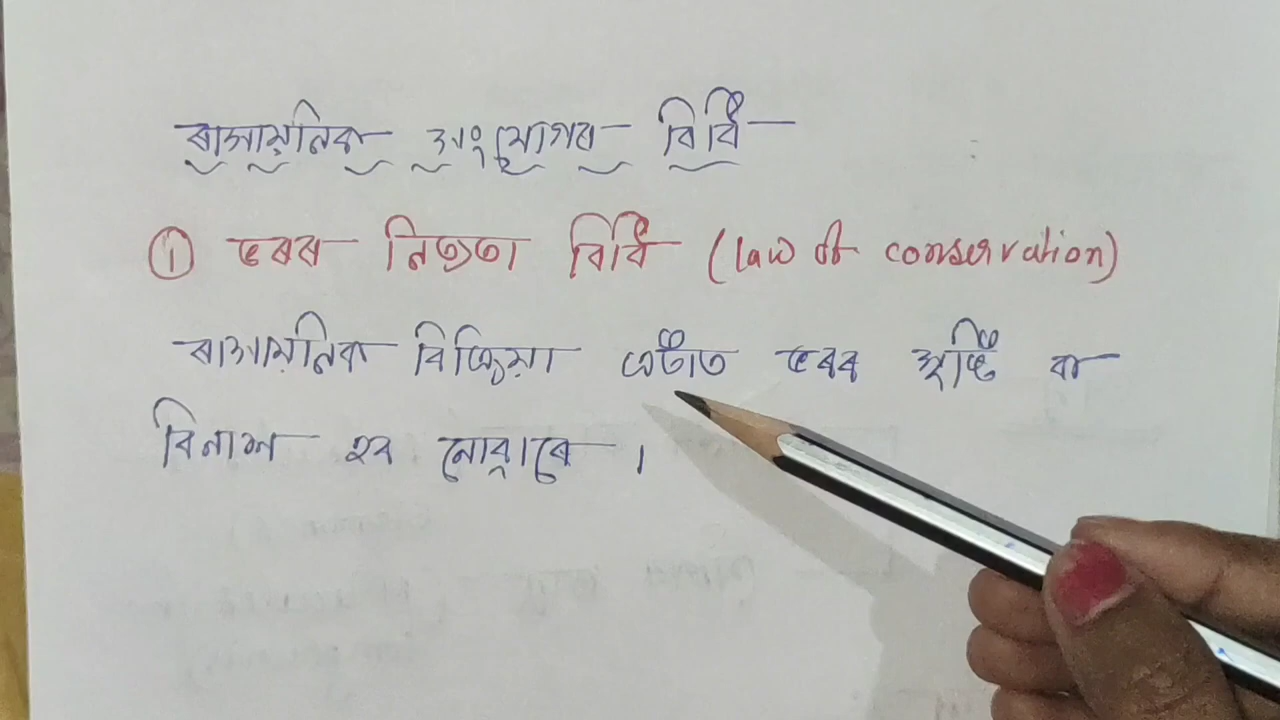 ৰাসায়নিক সংযোগৰ বিধি
① ভৰৰ নিত্যতা বিধি (law of conservation)
ৰাসায়নিক বিক্ৰিয়া এটাত ভৰৰ সৃষ্টি বা
বিনাশ হব নোৱাৰে ।